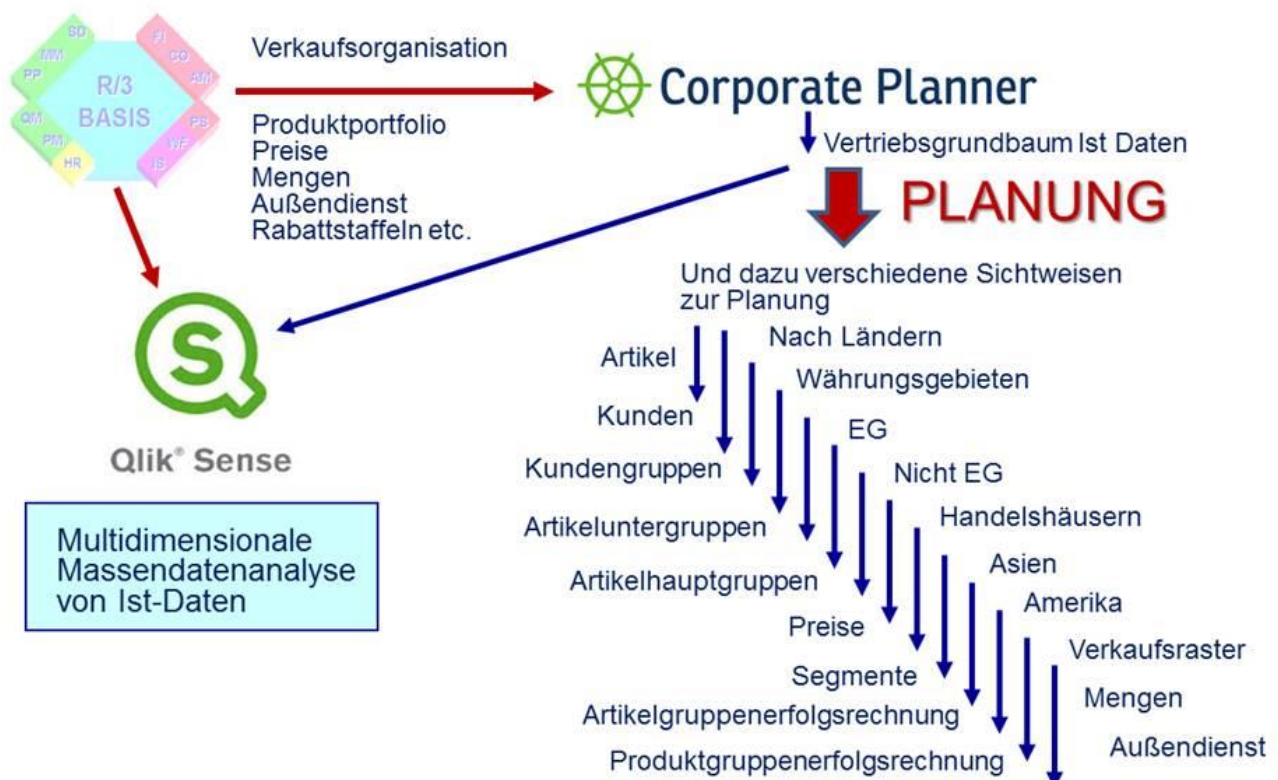 SD
MM
PP
FI
CO
AM
R/3
BASIS
QM
PM
HR
PS
WF
IS
Verkaufsorganisation
Produktportfolio
Preise
Mengen
Außendienst
Rabattstaffeln etc.
Corporate Planner
Vertriebsgrundbaum Ist Daten
PLANUNG
Und dazu verschiedene Sichtweisen
zur Planung
S
Qlik® Sense
Multidimensionale
Massendatenanalyse
von Ist-Daten
Artikel
Nach Ländern
Währungsgebieten
Kunden
EG
Kundengruppen
Nicht EG
Artikeluntergruppen
Handelshäusern
Artikelhauptgruppen
Asien
Amerika
Preise
Verkaufsraster
Segmente
Mengen
Artikelgruppenerfolgsrechnung
Außendienst
Produktgruppenerfolgsrechnung